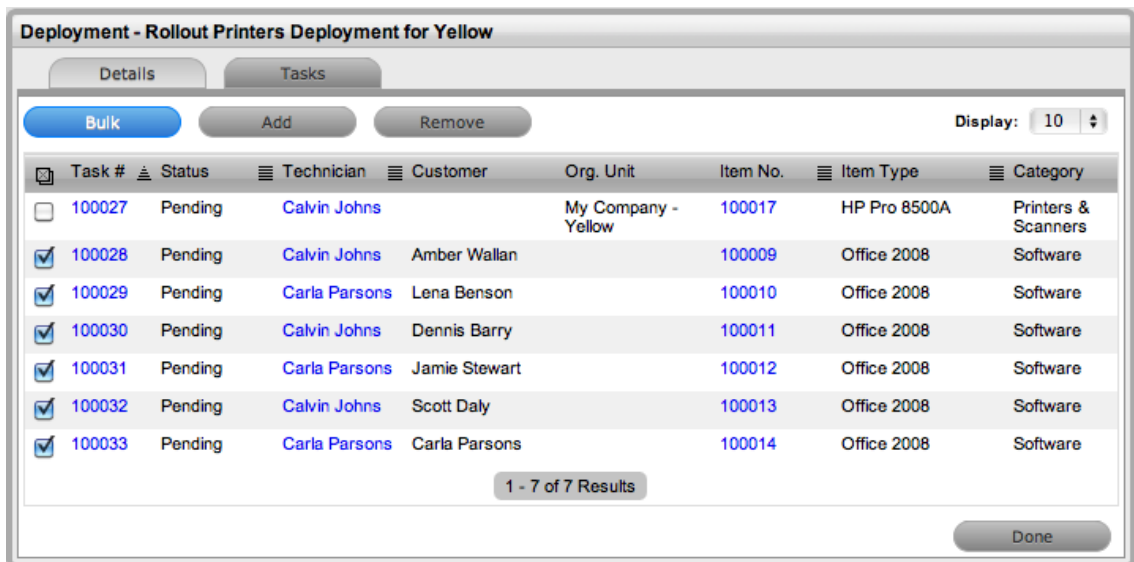 Deployment - Rollout Printers Deployment for Yellow
Details Tasks
Bulk Add Remove Display: 10
Task # Status Technician Customer Org. Unit Item No. Item Type Category
100027 Pending Calvin Johns My Company - 100017 HP Pro 8500A Printers &
Yellow Scanners
100028 Pending Calvin Johns Amber Wallan 100009 Office 2008 Software
100029 Pending Carla Parsons Lena Benson 100010 Office 2008 Software
100030 Pending Calvin Johns Dennis Barry 100011 Office 2008 Software
100031 Pending Carla Parsons Jamie Stewart 100012 Office 2008 Software
100032 Pending Calvin Johns Scott Daly 100013 Office 2008 Software
100033 Pending Carla Parsons Carla Parsons 100014 Office 2008 Software
1 - 7 of 7 Results
Done